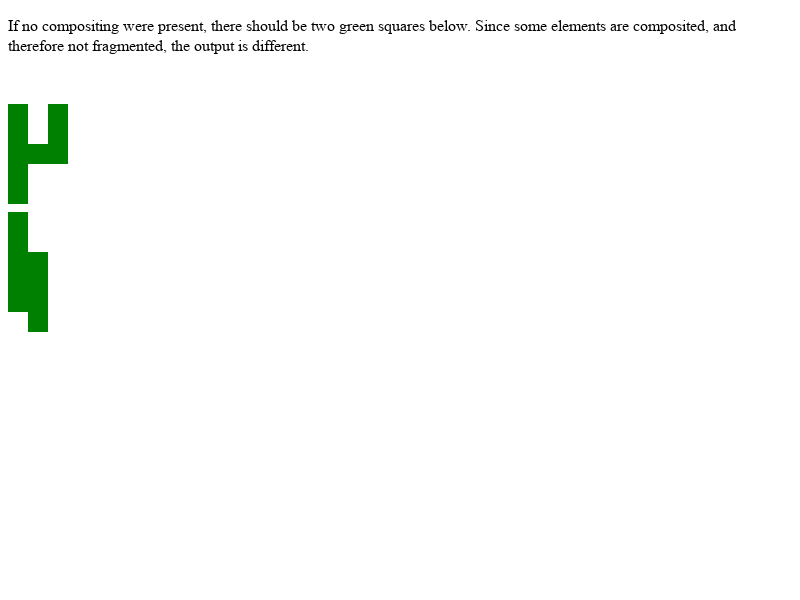 If no compositing were present, there should be two green squares below. Since some elements are composited, and
therefore not fragmented, the output is different.